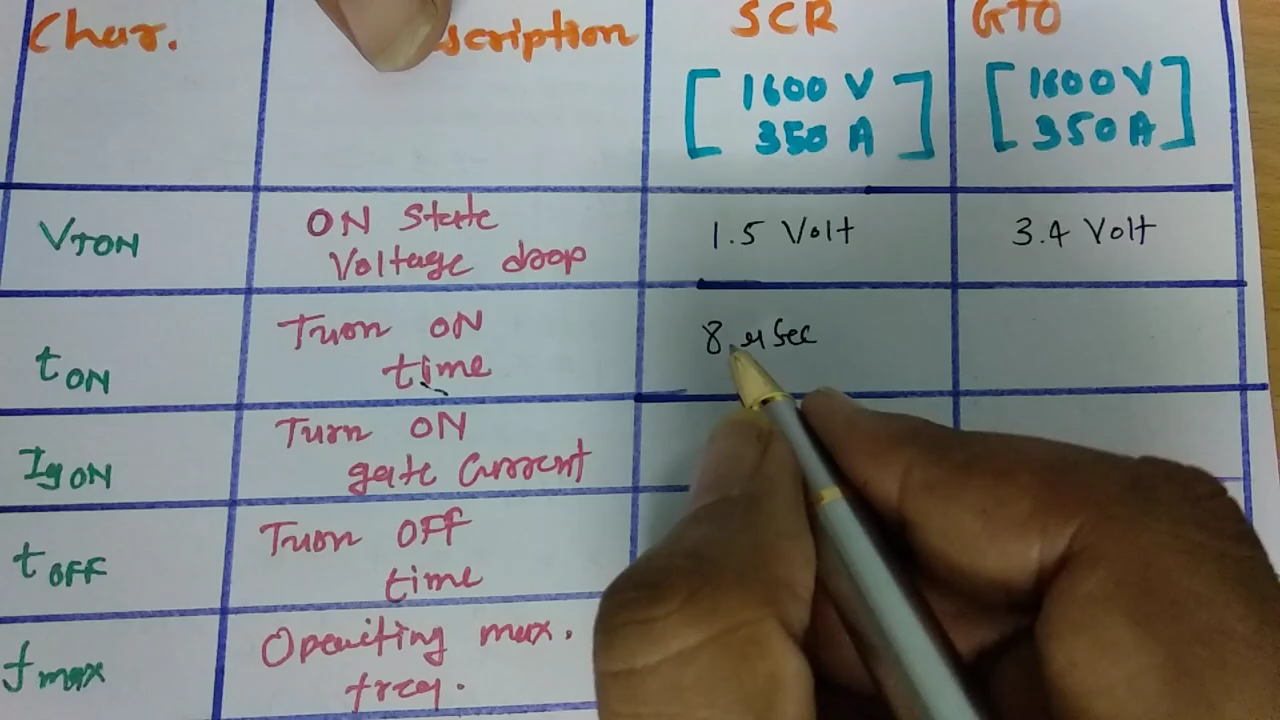 Char.
scription
SCR
GTO
[ 1600 V
350 A ]
[ 1600 V
350 A ]
VTON
ON State
Voltage drop
1.5 Volt
3.4 Volt
tON
Turn ON
time
8 μSec
IgON
Turn ON
gate Current
tOFF
Turn OFF
time
fmax
Operating max.
freq.